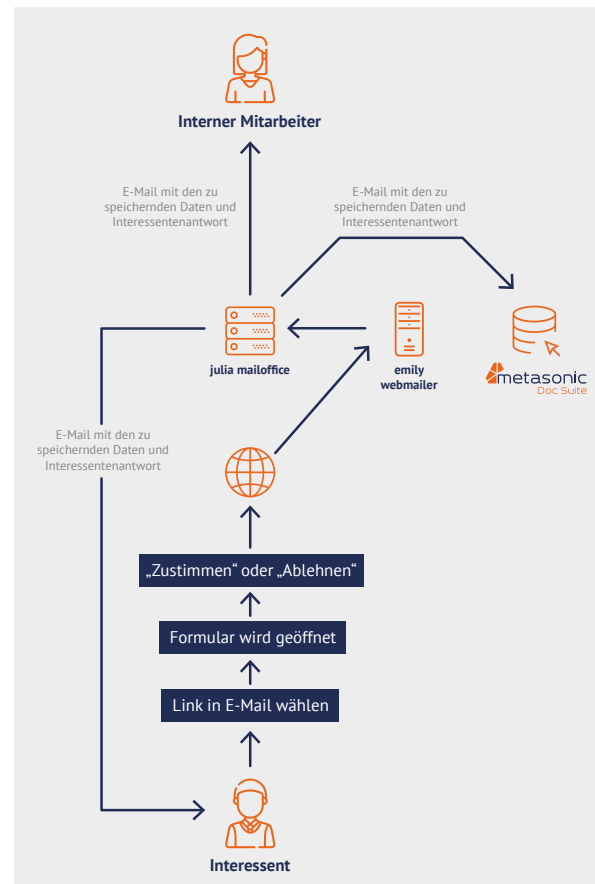 Interner Mitarbeiter
E-Mail mit den zu
speichernden Daten und
Interessentenantwort
E-Mail mit den zu
speichernden Daten und
Interessentenantwort
julia mailoffice
emily
webmailer
metasonic
Doc Suite
E-Mail mit den zu
speichernden Daten und
Interessentenantwort
„Zustimmen“ oder „Ablehnen“
Formular wird geöffnet
Link in E-Mail wählen
Interessent